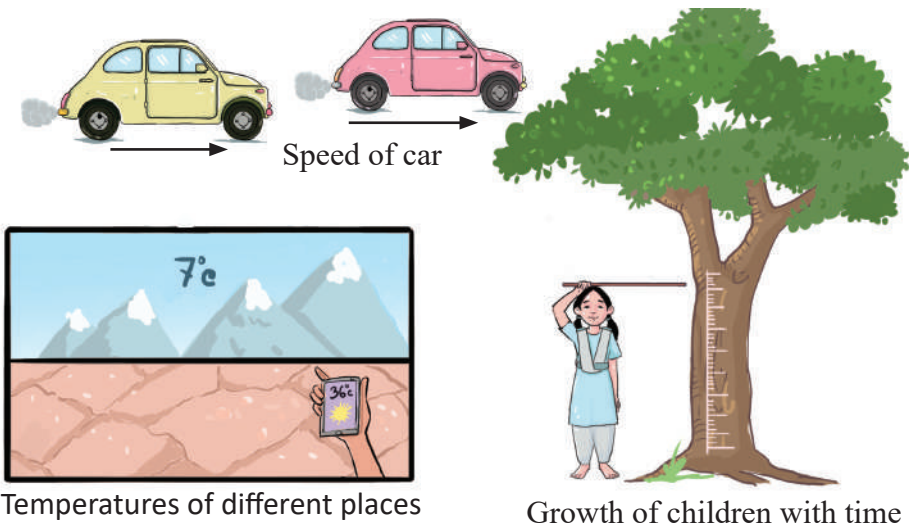 Speed of car
7°c
36°c
Temperatures of different places
Growth of children with time